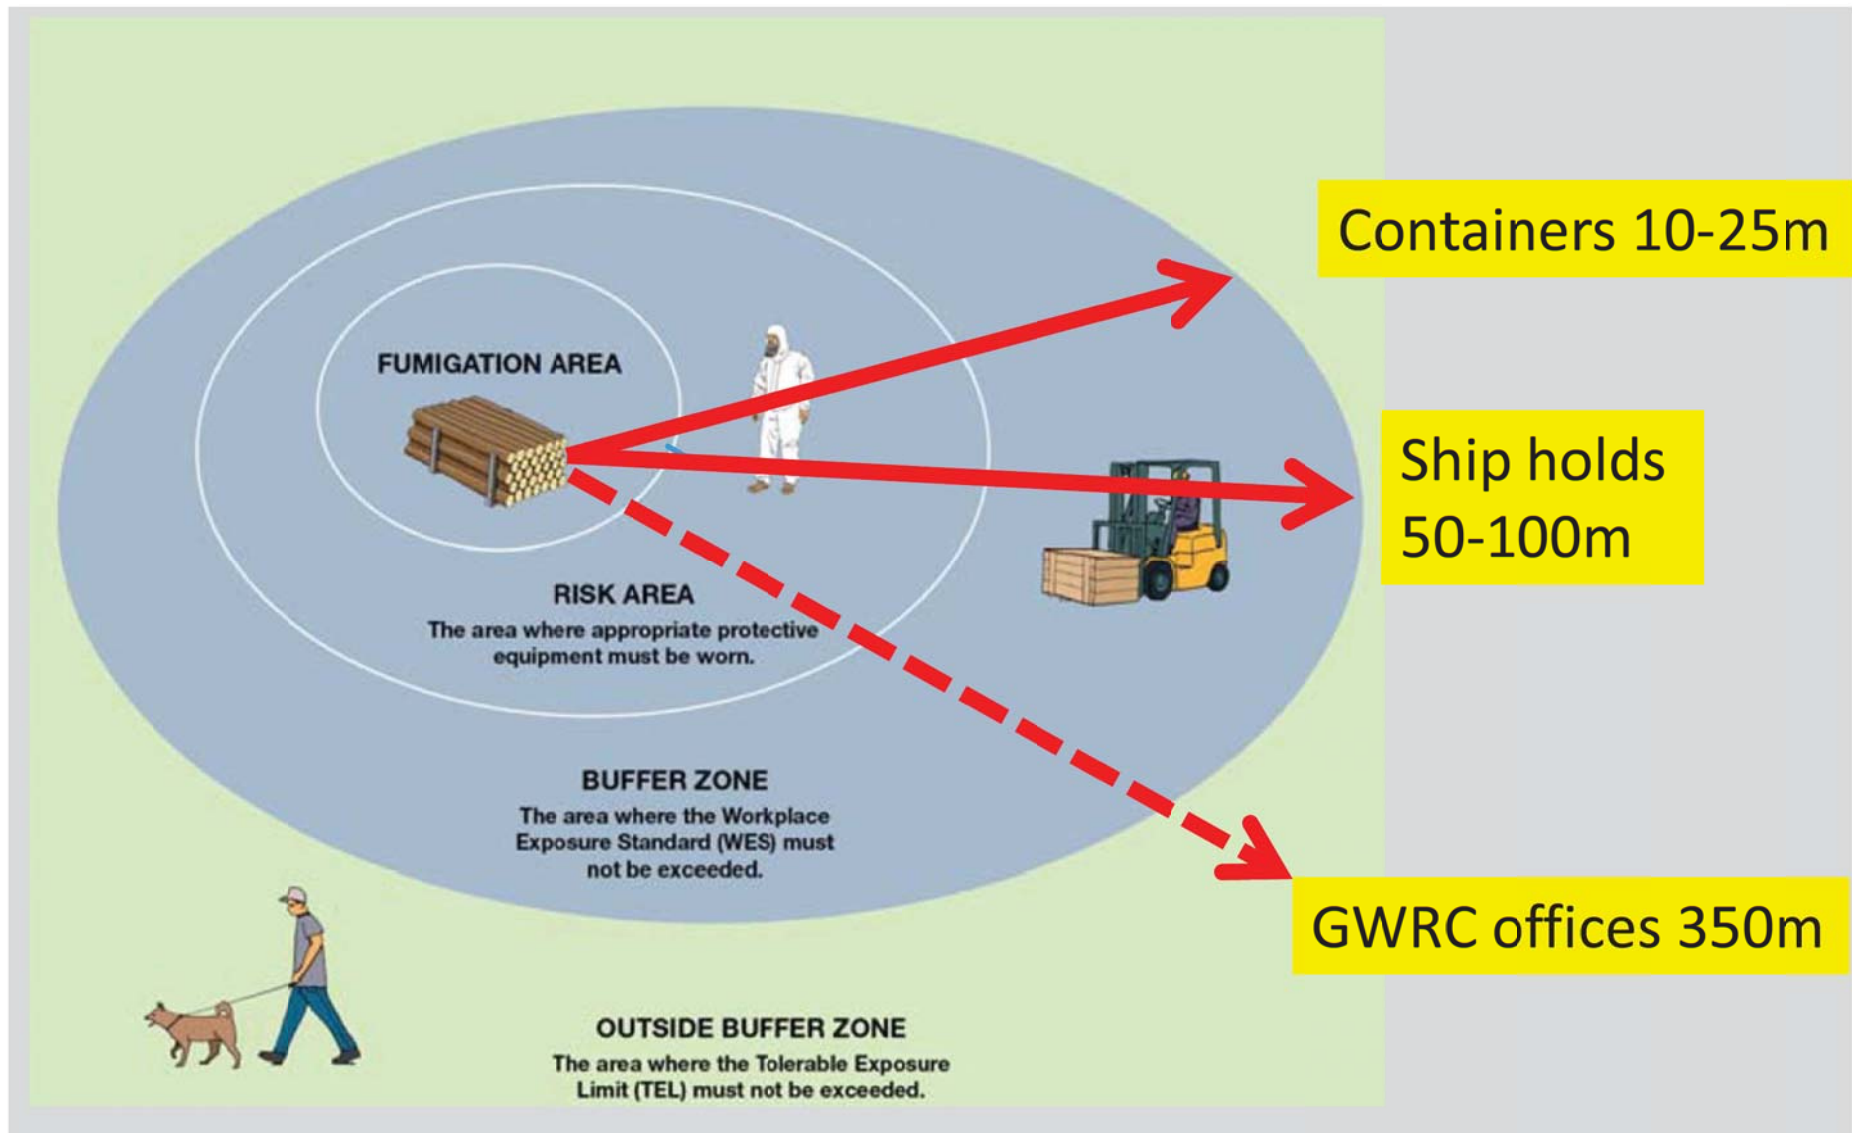 Containers 10-25m
FUMIGATION AREA
Ship holds
50-100m
RISK AREA
The area where appropriate protective
equipment must be worn.
BUFFER ZONE
The area where the Workplace
Exposure Standard (WES) must
not be exceeded.
GWRC offices 350m
OUTSIDE BUFFER ZONE
The area where the Tolerable Exposure
Limit (TEL) must not be exceeded.